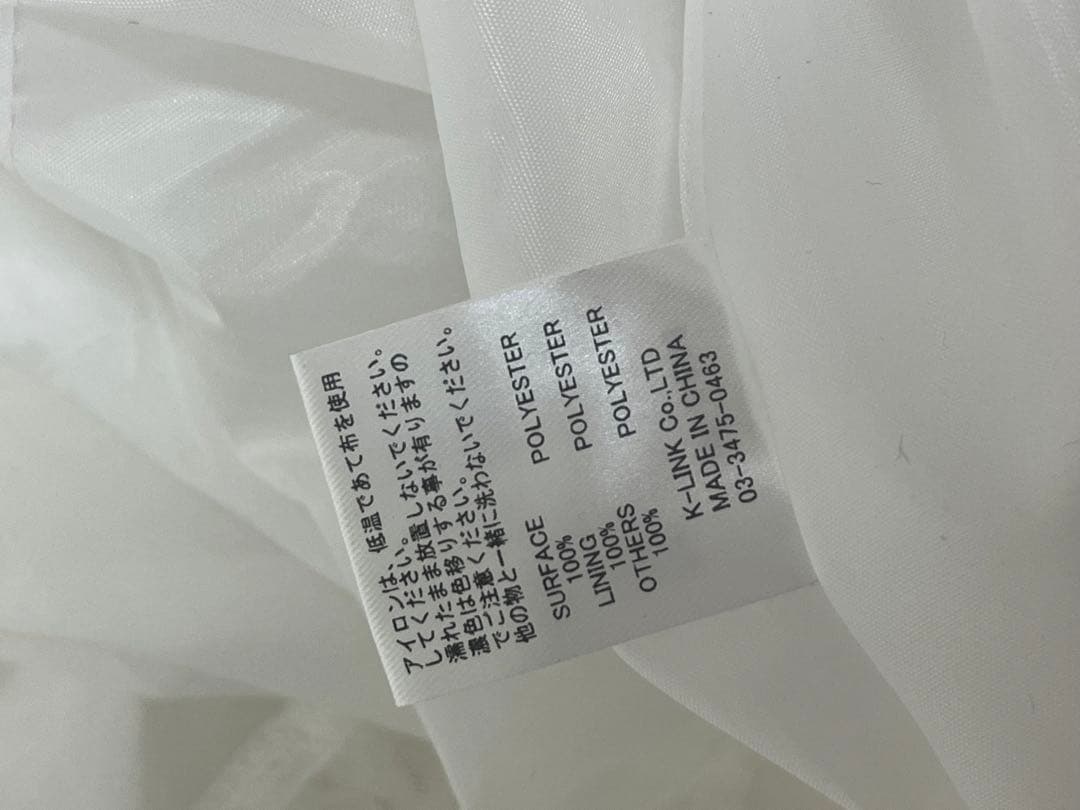 アイロンは、低温であて布を使用
してください。
濡れたまま放置しないでください。
濃色は色移りする事が有りますの
でご注意ください。
他の物と一緒に洗わないでください。
SURFACE
100% POLYESTER
LINING
100% POLYESTER
OTHERS
100% POLYESTER
K-LINK Co.,LTD
MADE IN CHINA
03-3475-0463